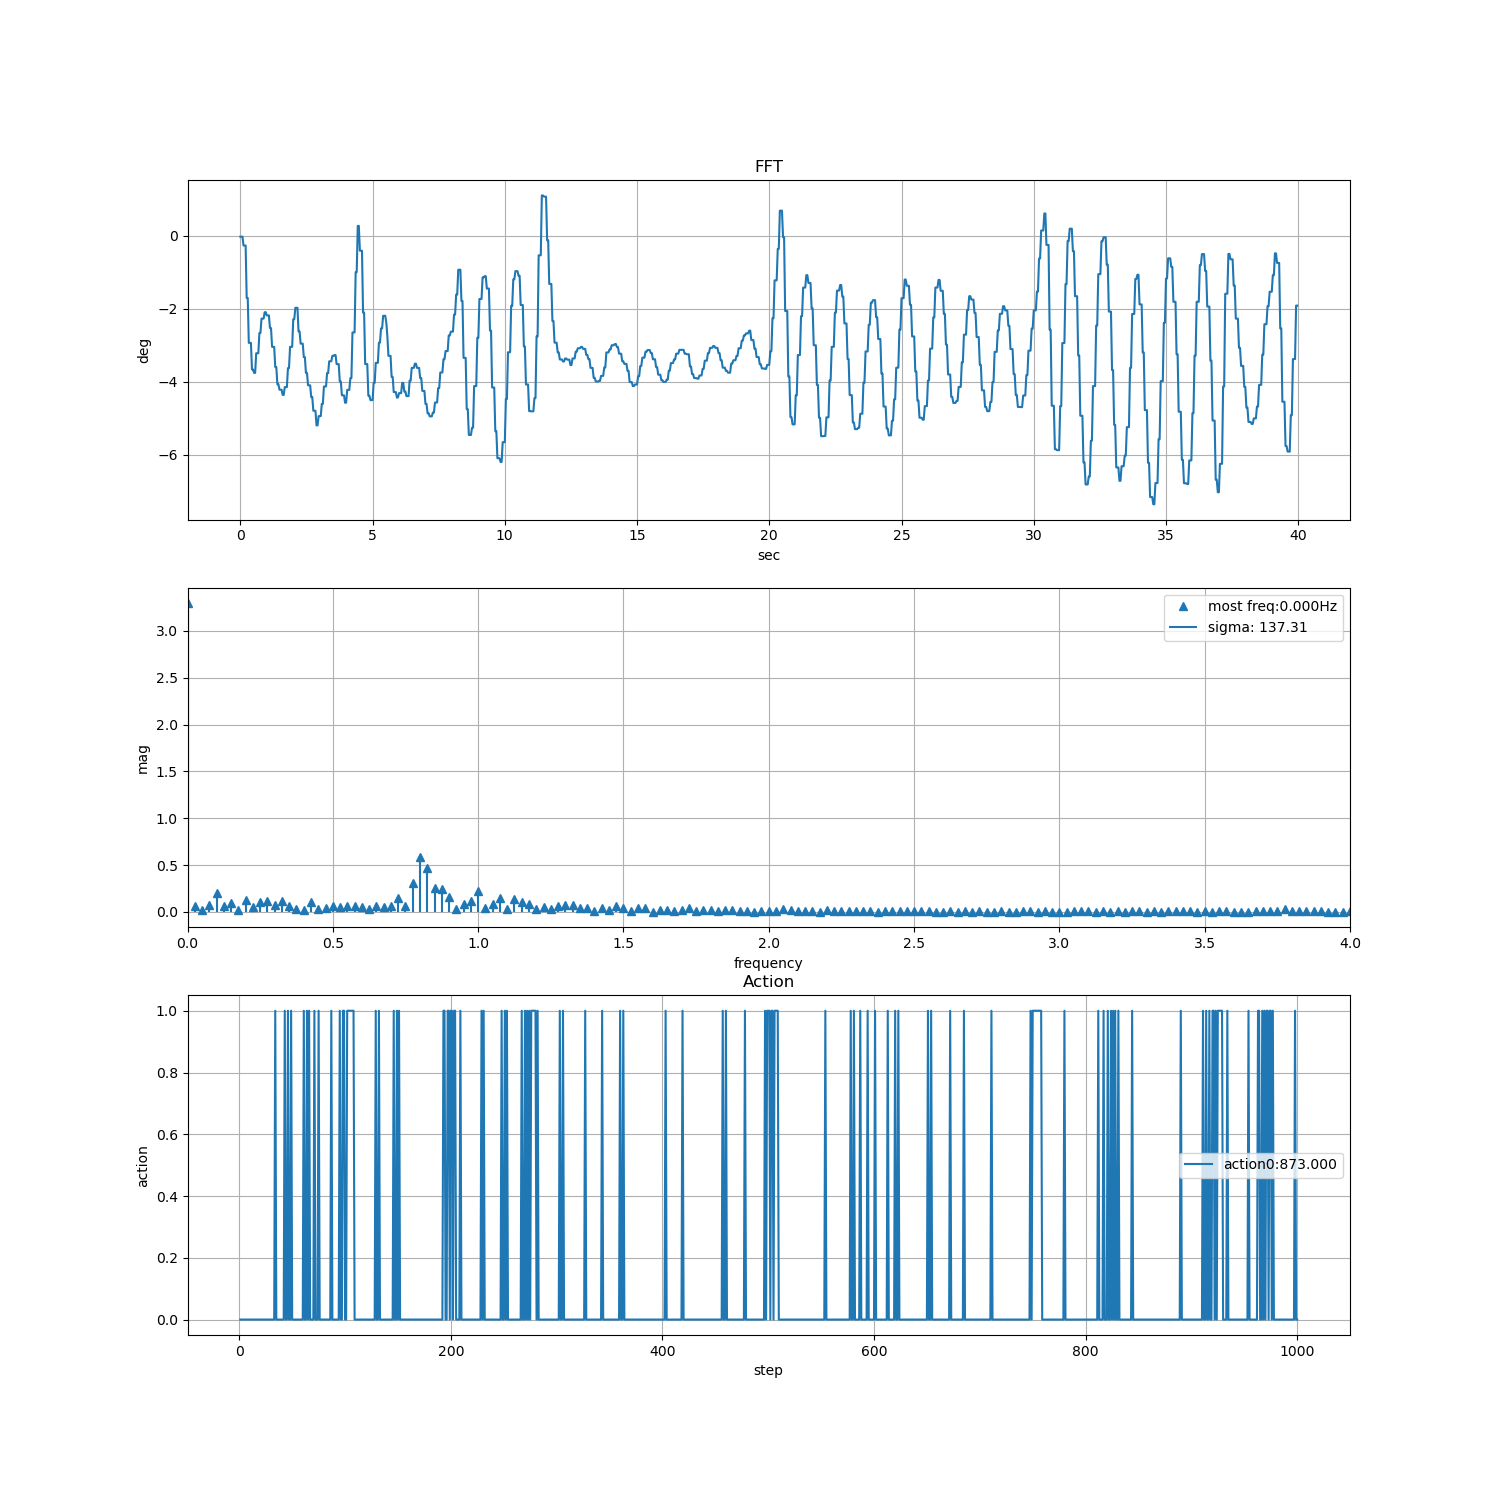 FFT
0
−2
−4
−6
deg
0 5 10 15 20 25 30 35 40
sec
most freq:0.000Hz
sigma: 137.31
3.0
2.5
2.0
1.5
1.0
0.5
0.0
mag
0.0 0.5 1.0 1.5 2.0 2.5 3.0 3.5 4.0
frequency
Action
1.0
0.8
0.6
0.4
0.2
0.0
action
action0:873.000
0 200 400 600 800 1000
step